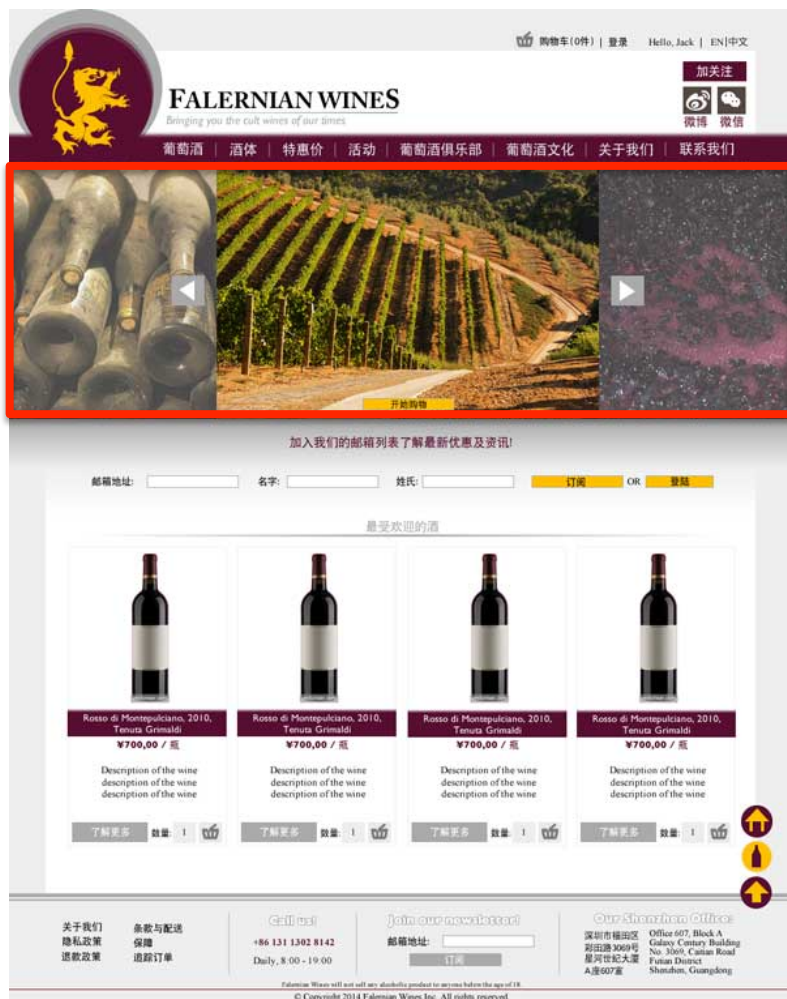 购物车(0件) | 登录 Hello, Jack | EN|中文
加关注
FALERNIAN WINES
Bringing you the cult wines of our times
微博 微信
葡萄酒 | 酒体 | 特惠价 | 活动 | 葡萄酒俱乐部 | 葡萄酒文化 | 关于我们 | 联系我们
开始购物
加入我们的邮箱列表了解最新优惠及资讯!
邮箱地址: 名字: 姓氏: 订阅 OR 登陆
最受欢迎的酒
Rosso di Montepulciano, 2010,
Tenuta Grimaldi
¥700,00 / 瓶
Description of the wine
description of the wine
description of the wine
了解更多 数量: 1
Rosso di Montepulciano, 2010,
Tenuta Grimaldi
¥700,00 / 瓶
Description of the wine
description of the wine
description of the wine
了解更多 数量: 1
Rosso di Montepulciano, 2010,
Tenuta Grimaldi
¥700,00 / 瓶
Description of the wine
description of the wine
description of the wine
了解更多 数量: 1
Rosso di Montepulciano, 2010,
Tenuta Grimaldi
¥700,00 / 瓶
Description of the wine
description of the wine
description of the wine
了解更多 数量: 1
关于我们
隐私政策
退款政策
条款与配送
保障
追踪订单
Call us!
+86 131 1302 8142
Daily, 8:00 - 19:00
Join our newsletter!
邮箱地址:
订阅
Our Shenzhen Office:
深圳市福田区
彩田路3069号
星河世纪大厦
A座607室
Office 607, Block A
Galaxy Century Building
No. 3069, Caitian Road
Futian District
Shenzhen, Guangdong
Falernian Wines will not sell any alcoholic product to anyone below the age of 18
© Copyright 2014 Falernian Wines Inc. All rights reserved